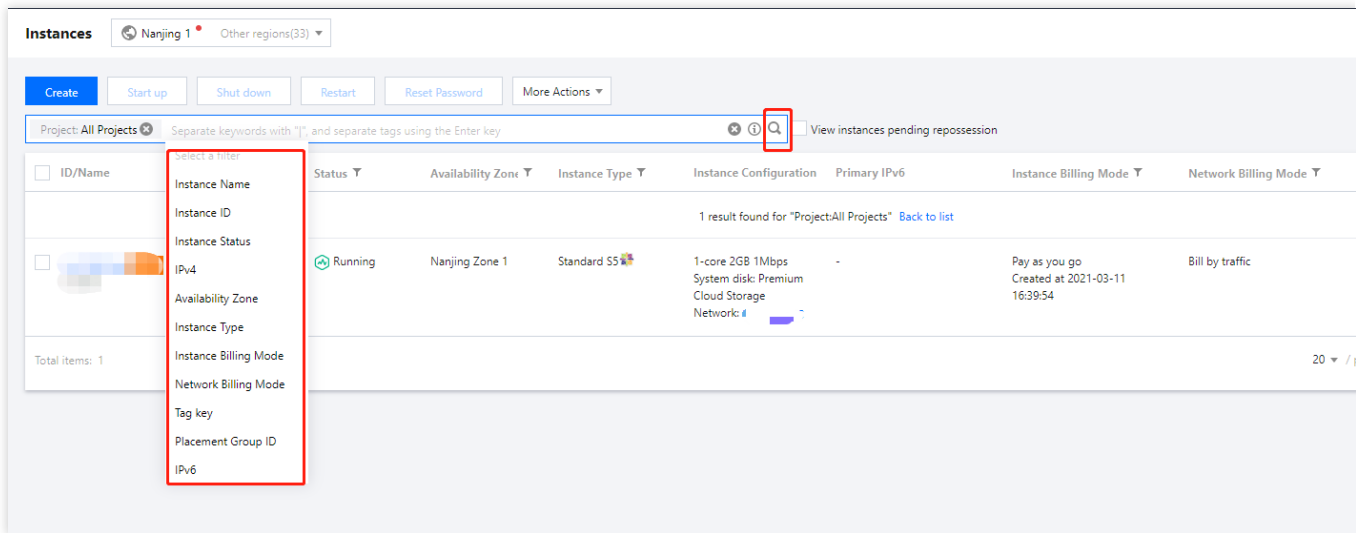 Instances Nanjing 1 Other regions(33)
Create Start up Shut down Restart Reset Password More Actions
Project: All Projects Separate keywords with "|", and separate tags using the Enter key View instances pending repossession
Select a filter
ID/Name Status Availability Zone Instance Type Instance Configuration Primary IPv6 Instance Billing Mode Network Billing Mode
Instance Name
Instance ID
1 result found for "Project:All Projects" Back to list
Instance Status
Running Nanjing Zone 1 Standard S5 1-core 2GB 1Mbps - Pay as you go Bill by traffic
IPv4
System disk: Premium Created at 2021-03-11
Cloud Storage 16:39:54
Availability Zone
Network:
Instance Type
Instance Billing Mode
Total items: 1 20 /
Network Billing Mode
Tag key
Placement Group ID
IPv6